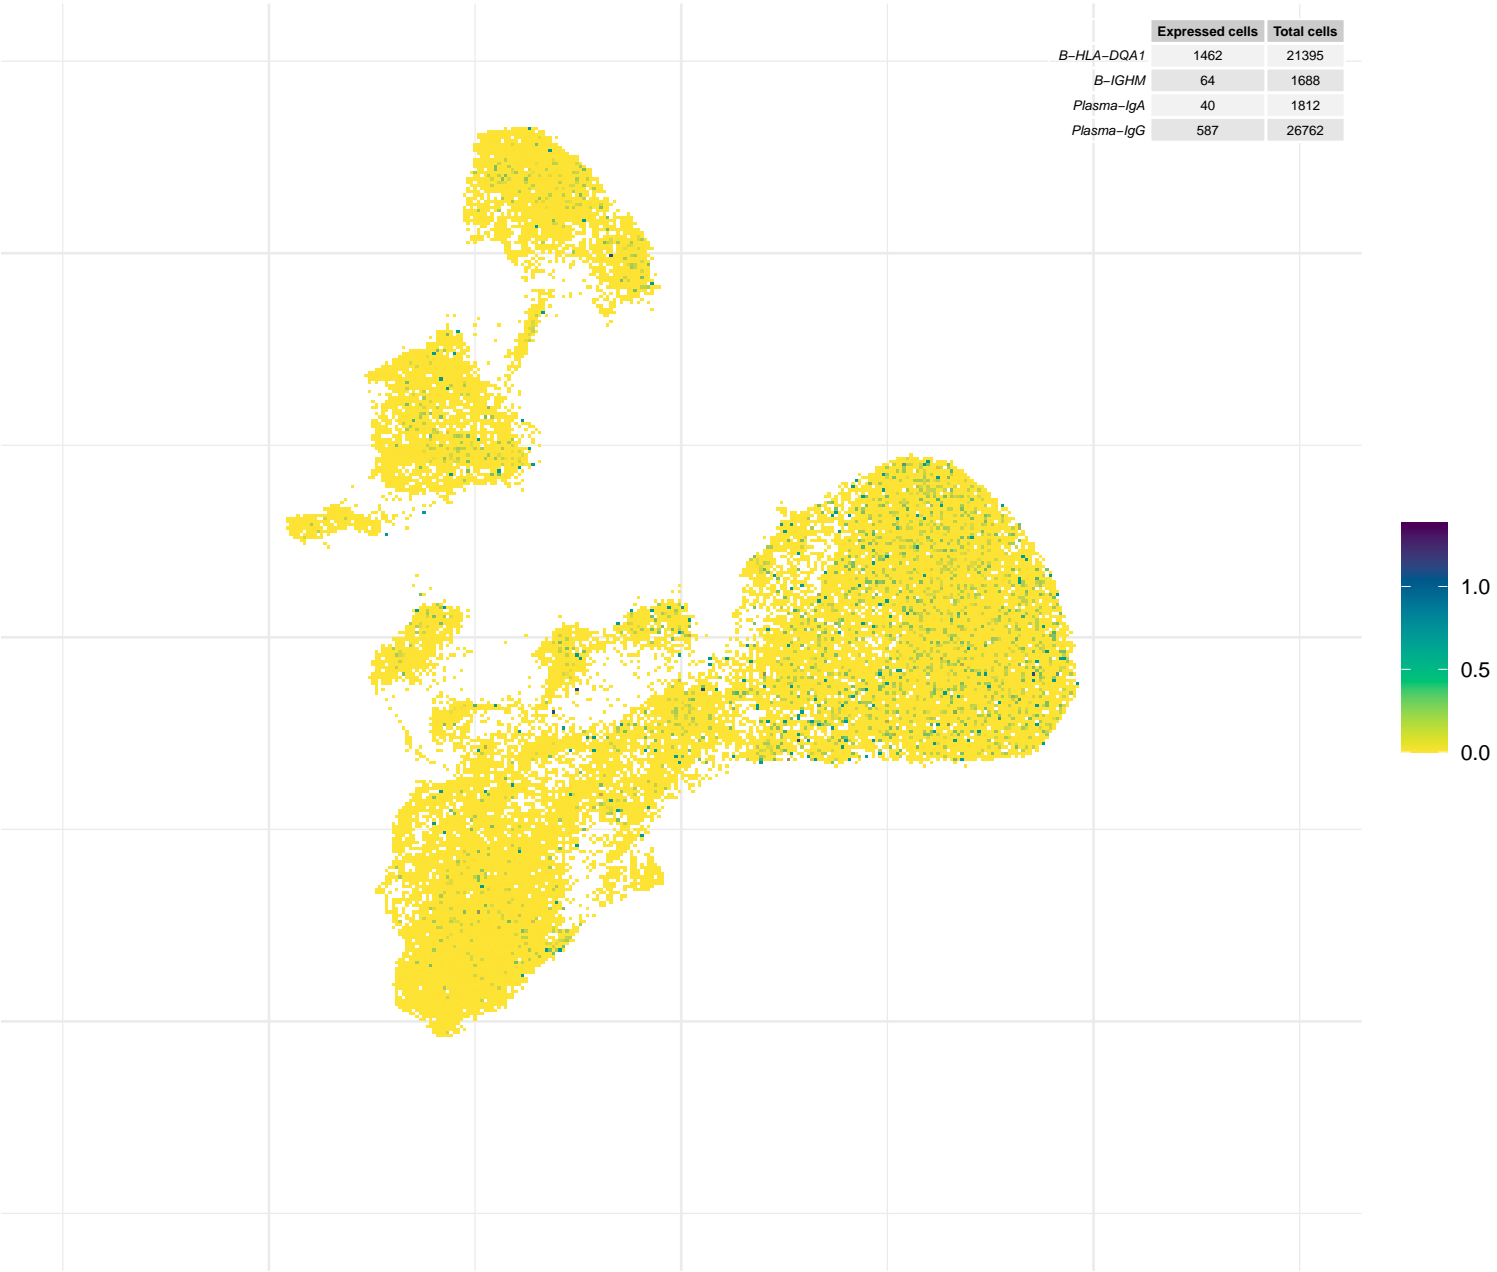 Expressed cells Total cells
B−HLA−DQA1 1462 21395
B−IGHM 64 1688
Plasma−IgA 40 1812
Plasma−IgG 587 26762
1.0
0.5
0.0